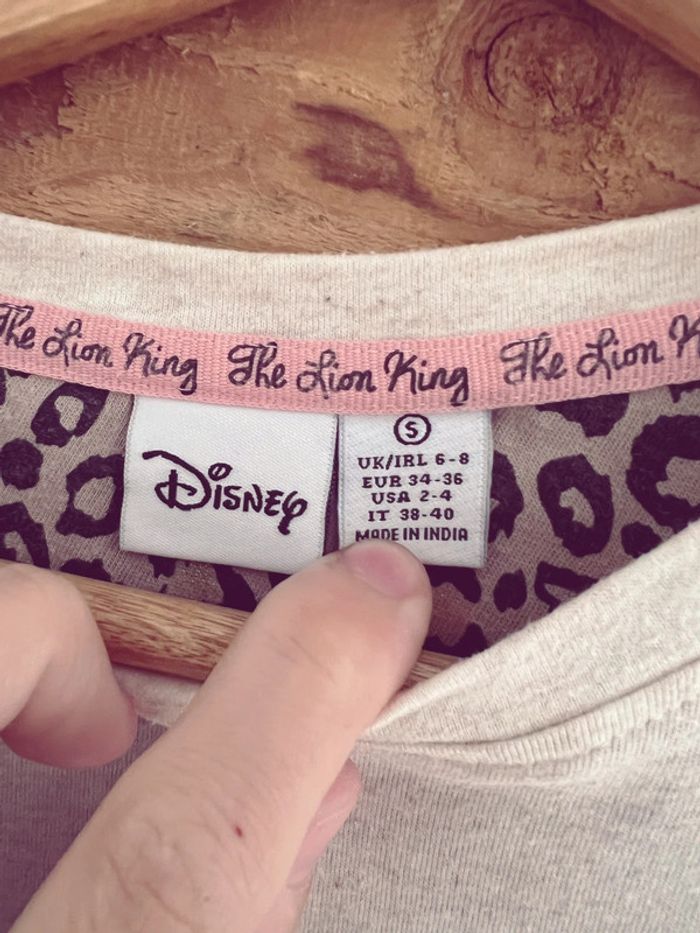 The Lion King The Lion King The Lion K
DISNEY
S
UK/IRL 6-8
EUR 34-36
USA 2-4
IT 38-40
MADE IN INDIA